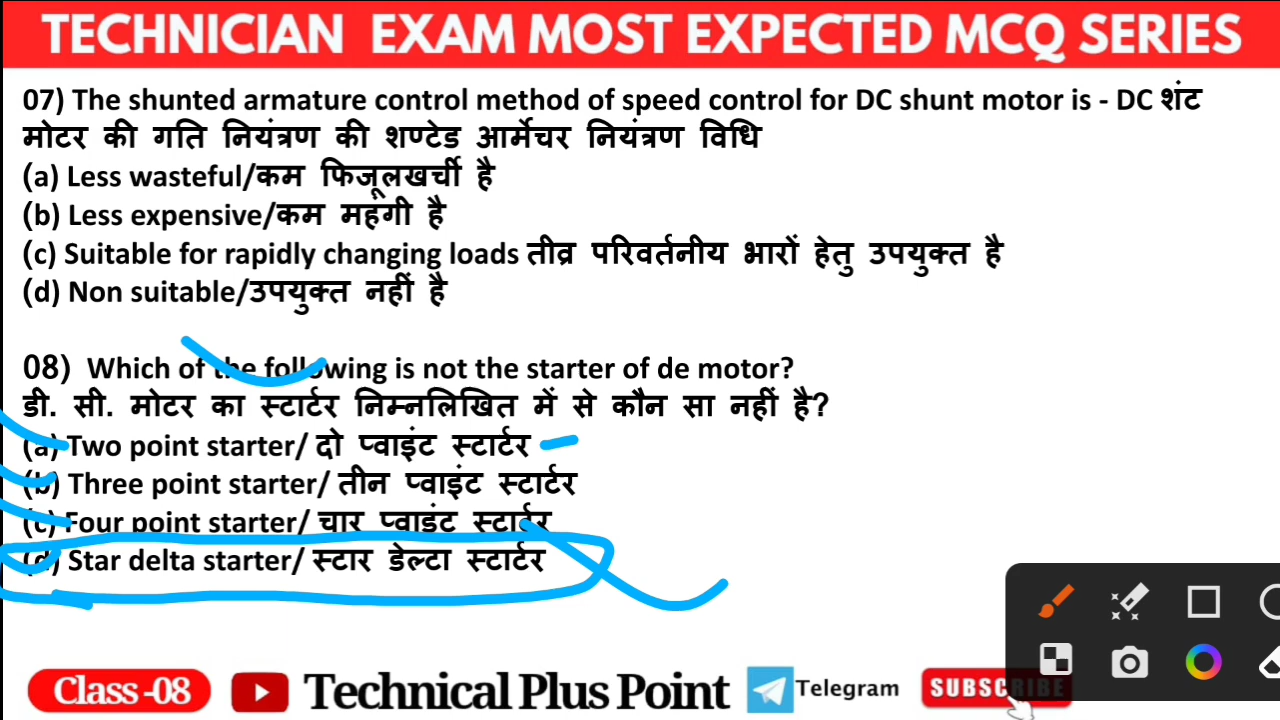 TECHNICIAN EXAM MOST EXPECTED MCQ SERIES
07) The shunted armature control method of speed control for DC shunt motor is - DC शंट
मोटर की गति नियंत्रण की शण्टेड आर्मेचर नियंत्रण विधि
(a) Less wasteful/कम फिजूलखर्ची है
(b) Less expensive/कम महंगी है
(c) Suitable for rapidly changing loads तीव्र परिवर्तनीय भारों हेतु उपयुक्त है
(d) Non suitable/उपयुक्त नहीं है
08) Which of the following is not the starter of de motor?
डी. सी. मोटर का स्टार्टर निम्नलिखित में से कौन सा नहीं है?
(a) Two point starter/ दो प्वाइंट स्टार्टर
(b) Three point starter/ तीन प्वाइंट स्टार्टर
(c) Four point starter/ चार प्वाइंट स्टार्टर
(d) Star delta starter/ स्टार डेल्टा स्टार्टर
Class -08 Technical Plus Point Telegram SUBSCRIBE